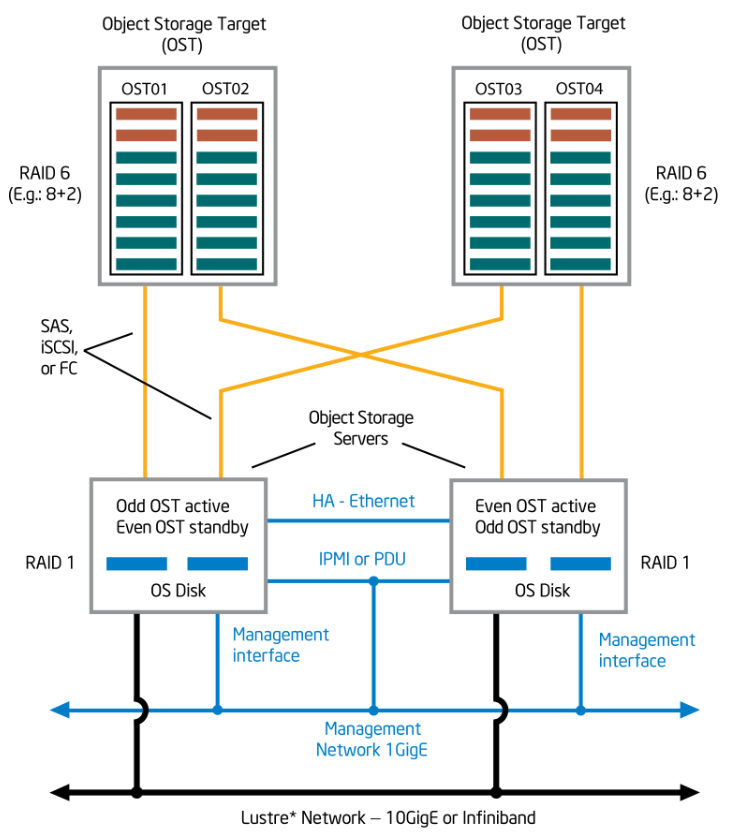 Object Storage Target
(OST)
Object Storage Target
(OST)
OST01
OST02
OST03
OST04
RAID 6
(E.g.: 8+2)
RAID 6
(E.g.: 8+2)
SAS,
iSCSI,
or FC
Object Storage
Servers
Odd OST active
Even OST standby
HA - Ethernet
Even OST active
Odd OST standby
RAID 1
IPMI or PDU
RAID 1
OS Disk
OS Disk
Management
interface
Management
interface
Management
Network 1GigE
Lustre* Network – 10GigE or Infiniband